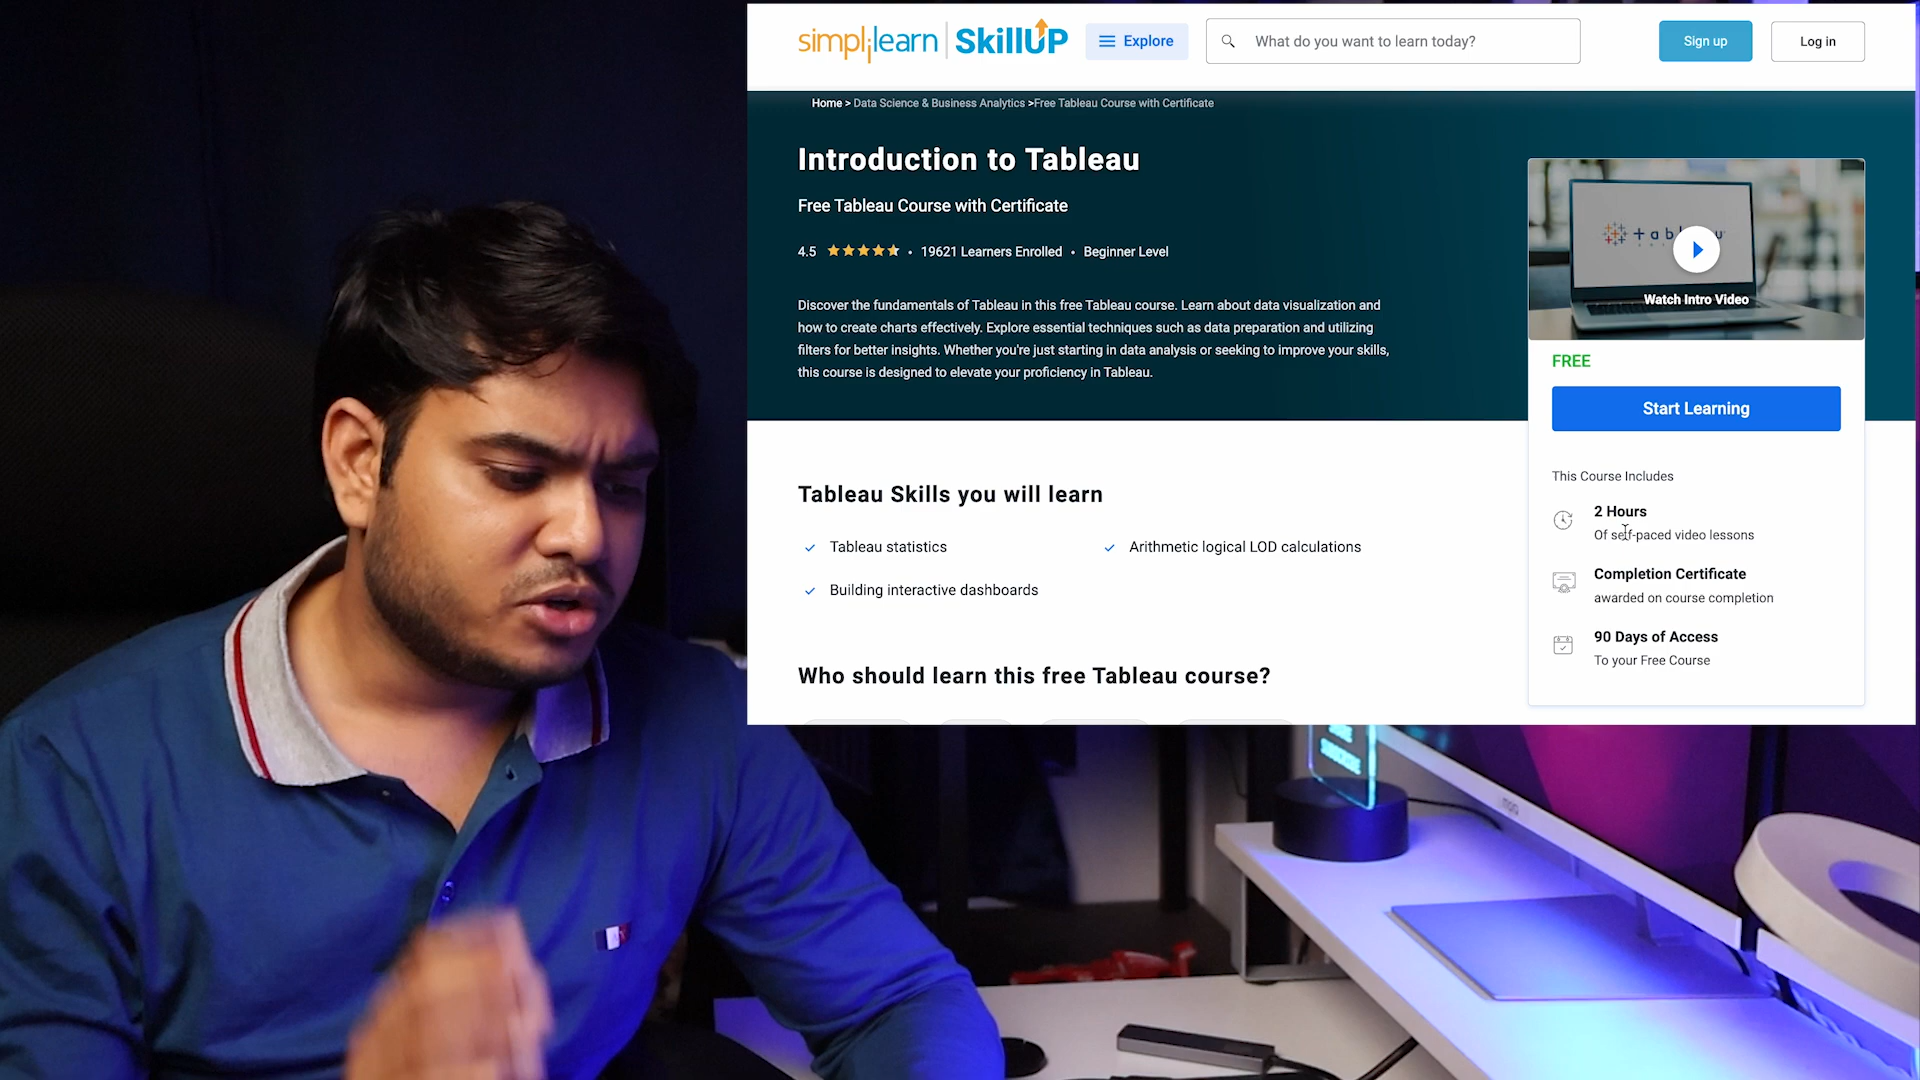 simplilearn | SkillUP
Explore
What do you want to learn today?
Sign up
Log in
Home > Data Science & Business Analytics >Free Tableau Course with Certificate
Introduction to Tableau
Free Tableau Course with Certificate
4.5 • 19621 Learners Enrolled • Beginner Level
Discover the fundamentals of Tableau in this free Tableau course. Learn about data visualization and
how to create charts effectively. Explore essential techniques such as data preparation and utilizing
filters for better insights. Whether you're just starting in data analysis or seeking to improve your skills,
this course is designed to elevate your proficiency in Tableau.
Watch Intro Video
FREE
Start Learning
This Course Includes
2 Hours
Of self-paced video lessons
Completion Certificate
awarded on course completion
90 Days of Access
To your Free Course
Tableau Skills you will learn
Tableau statistics
Arithmetic logical LOD calculations
Building interactive dashboards
Who should learn this free Tableau course?
SUBSCRIBE